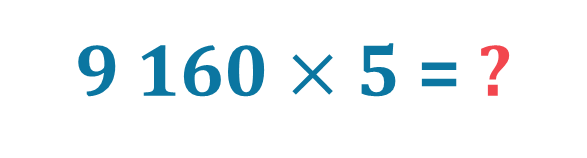 9 160 × 5 = ?